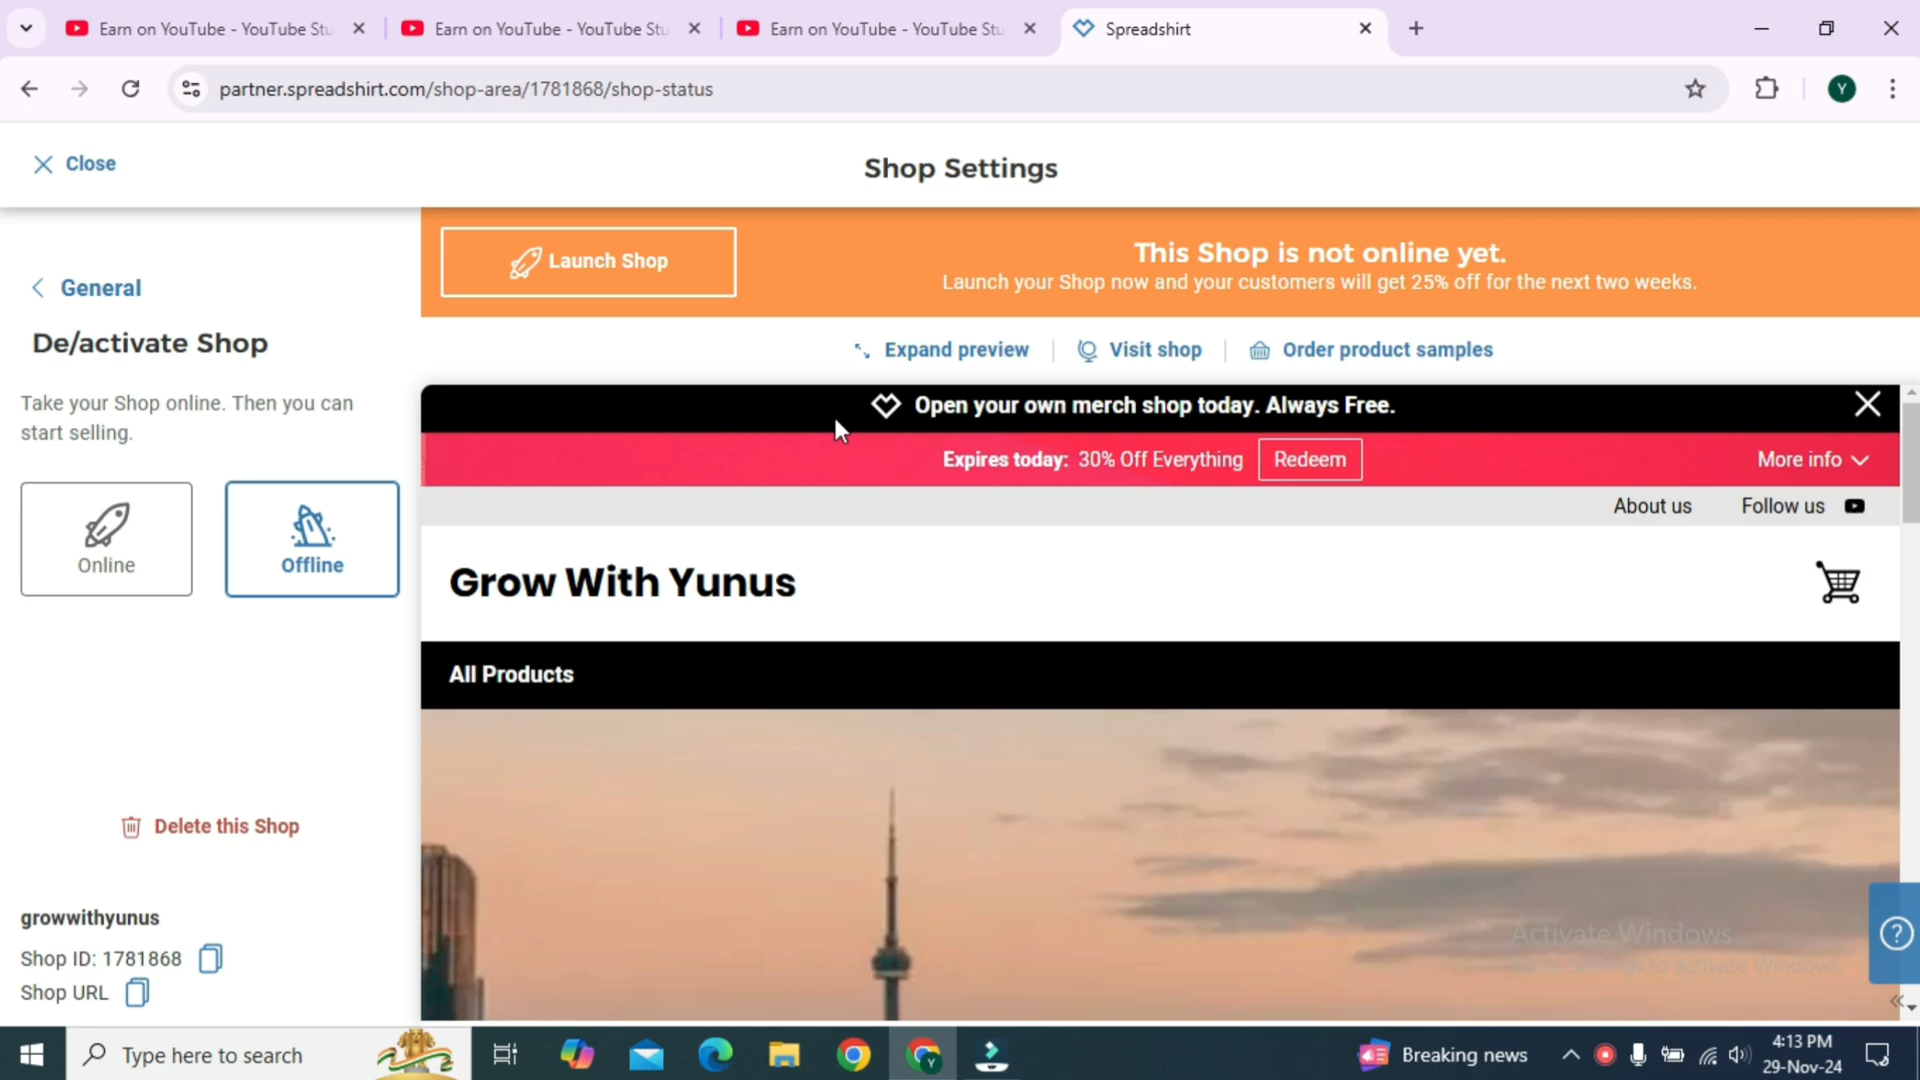 Earn on YouTube - YouTube Stu
Earn on YouTube - YouTube Stu
Earn on YouTube - YouTube Stu
Spreadshirt
partner.spreadshirt.com/shop-area/1781868/shop-status
Y
Close
Shop Settings
Launch Shop
This Shop is not online yet.
Launch your Shop now and your customers will get 25% off for the next two weeks.
General
De/activate Shop
Take your Shop online. Then you can
start selling.
Online
Offline
Delete this Shop
growwithyunus
Shop ID: 1781868
Shop URL
Expand preview
Visit shop
Order product samples
Open your own merch shop today. Always Free.
Expires today: 30% Off Everything
Redeem
More info
About us
Follow us
Grow With Yunus
All Products
Activate Windows
Go to Settings to activate Windows.
Type here to search
Breaking news
4:13 PM
29-Nov-24